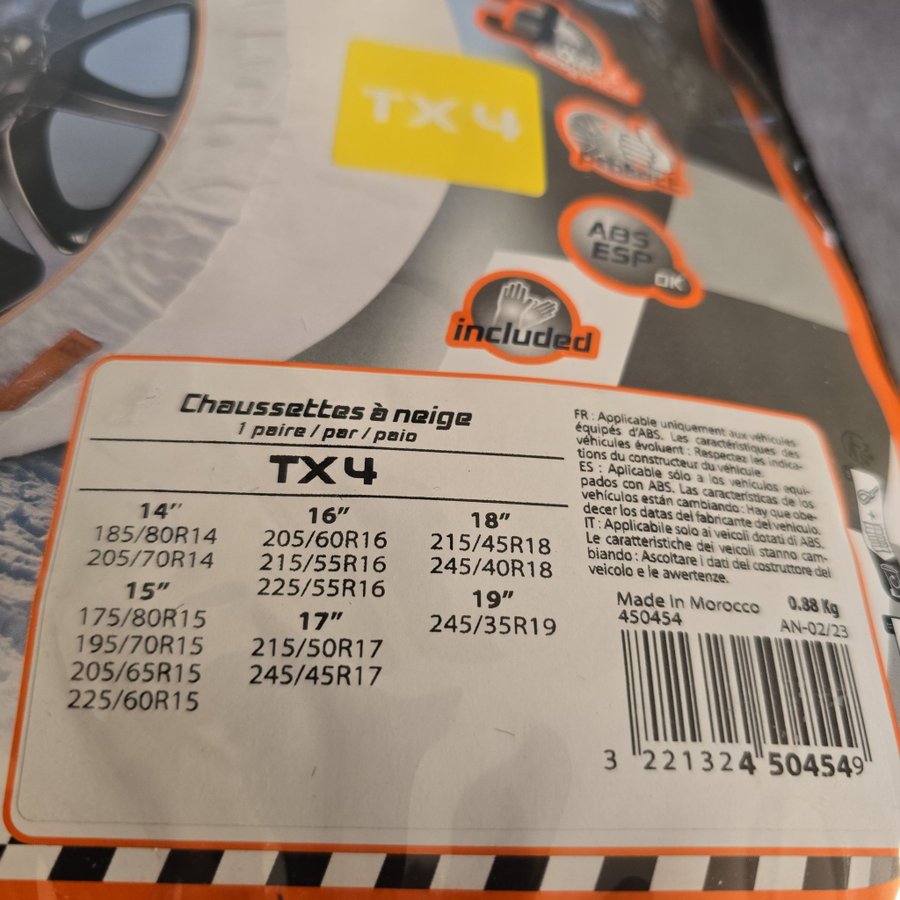 TX4
ABS
ESP
OK
included
Chaussettes à neige
1 paire / par / paio
TX4
14"
185/80R14
205/70R14
15"
175/80R15
195/70R15
205/65R15
225/60R15
16"
205/60R16
215/55R16
225/55R16
17"
215/50R17
245/45R17
18"
215/45R18
245/40R18
19"
245/35R19
FR : Applicable uniquement aux véhicules
équipés d'ABS. Les caractéristiques des
véhicules évoluent : Respectez les indica-
tions du constructeur du véhicule.
ES : Aplicable sólo a los vehículos equi-
pados con ABS. Las características de los
vehículos están cambiando : Hay que obe-
decer los datas del fabricante del vehículo.
IT : Applicabile solo ai veicoli dotati di ABS.
Le caratteristiche dei veicoli stanno cam-
biando : Ascoltare i dati del costruttore del
veicolo e le awertenze.
Made In Morocco 0.88 Kg
450454 AN-02/23
3 221324 504549